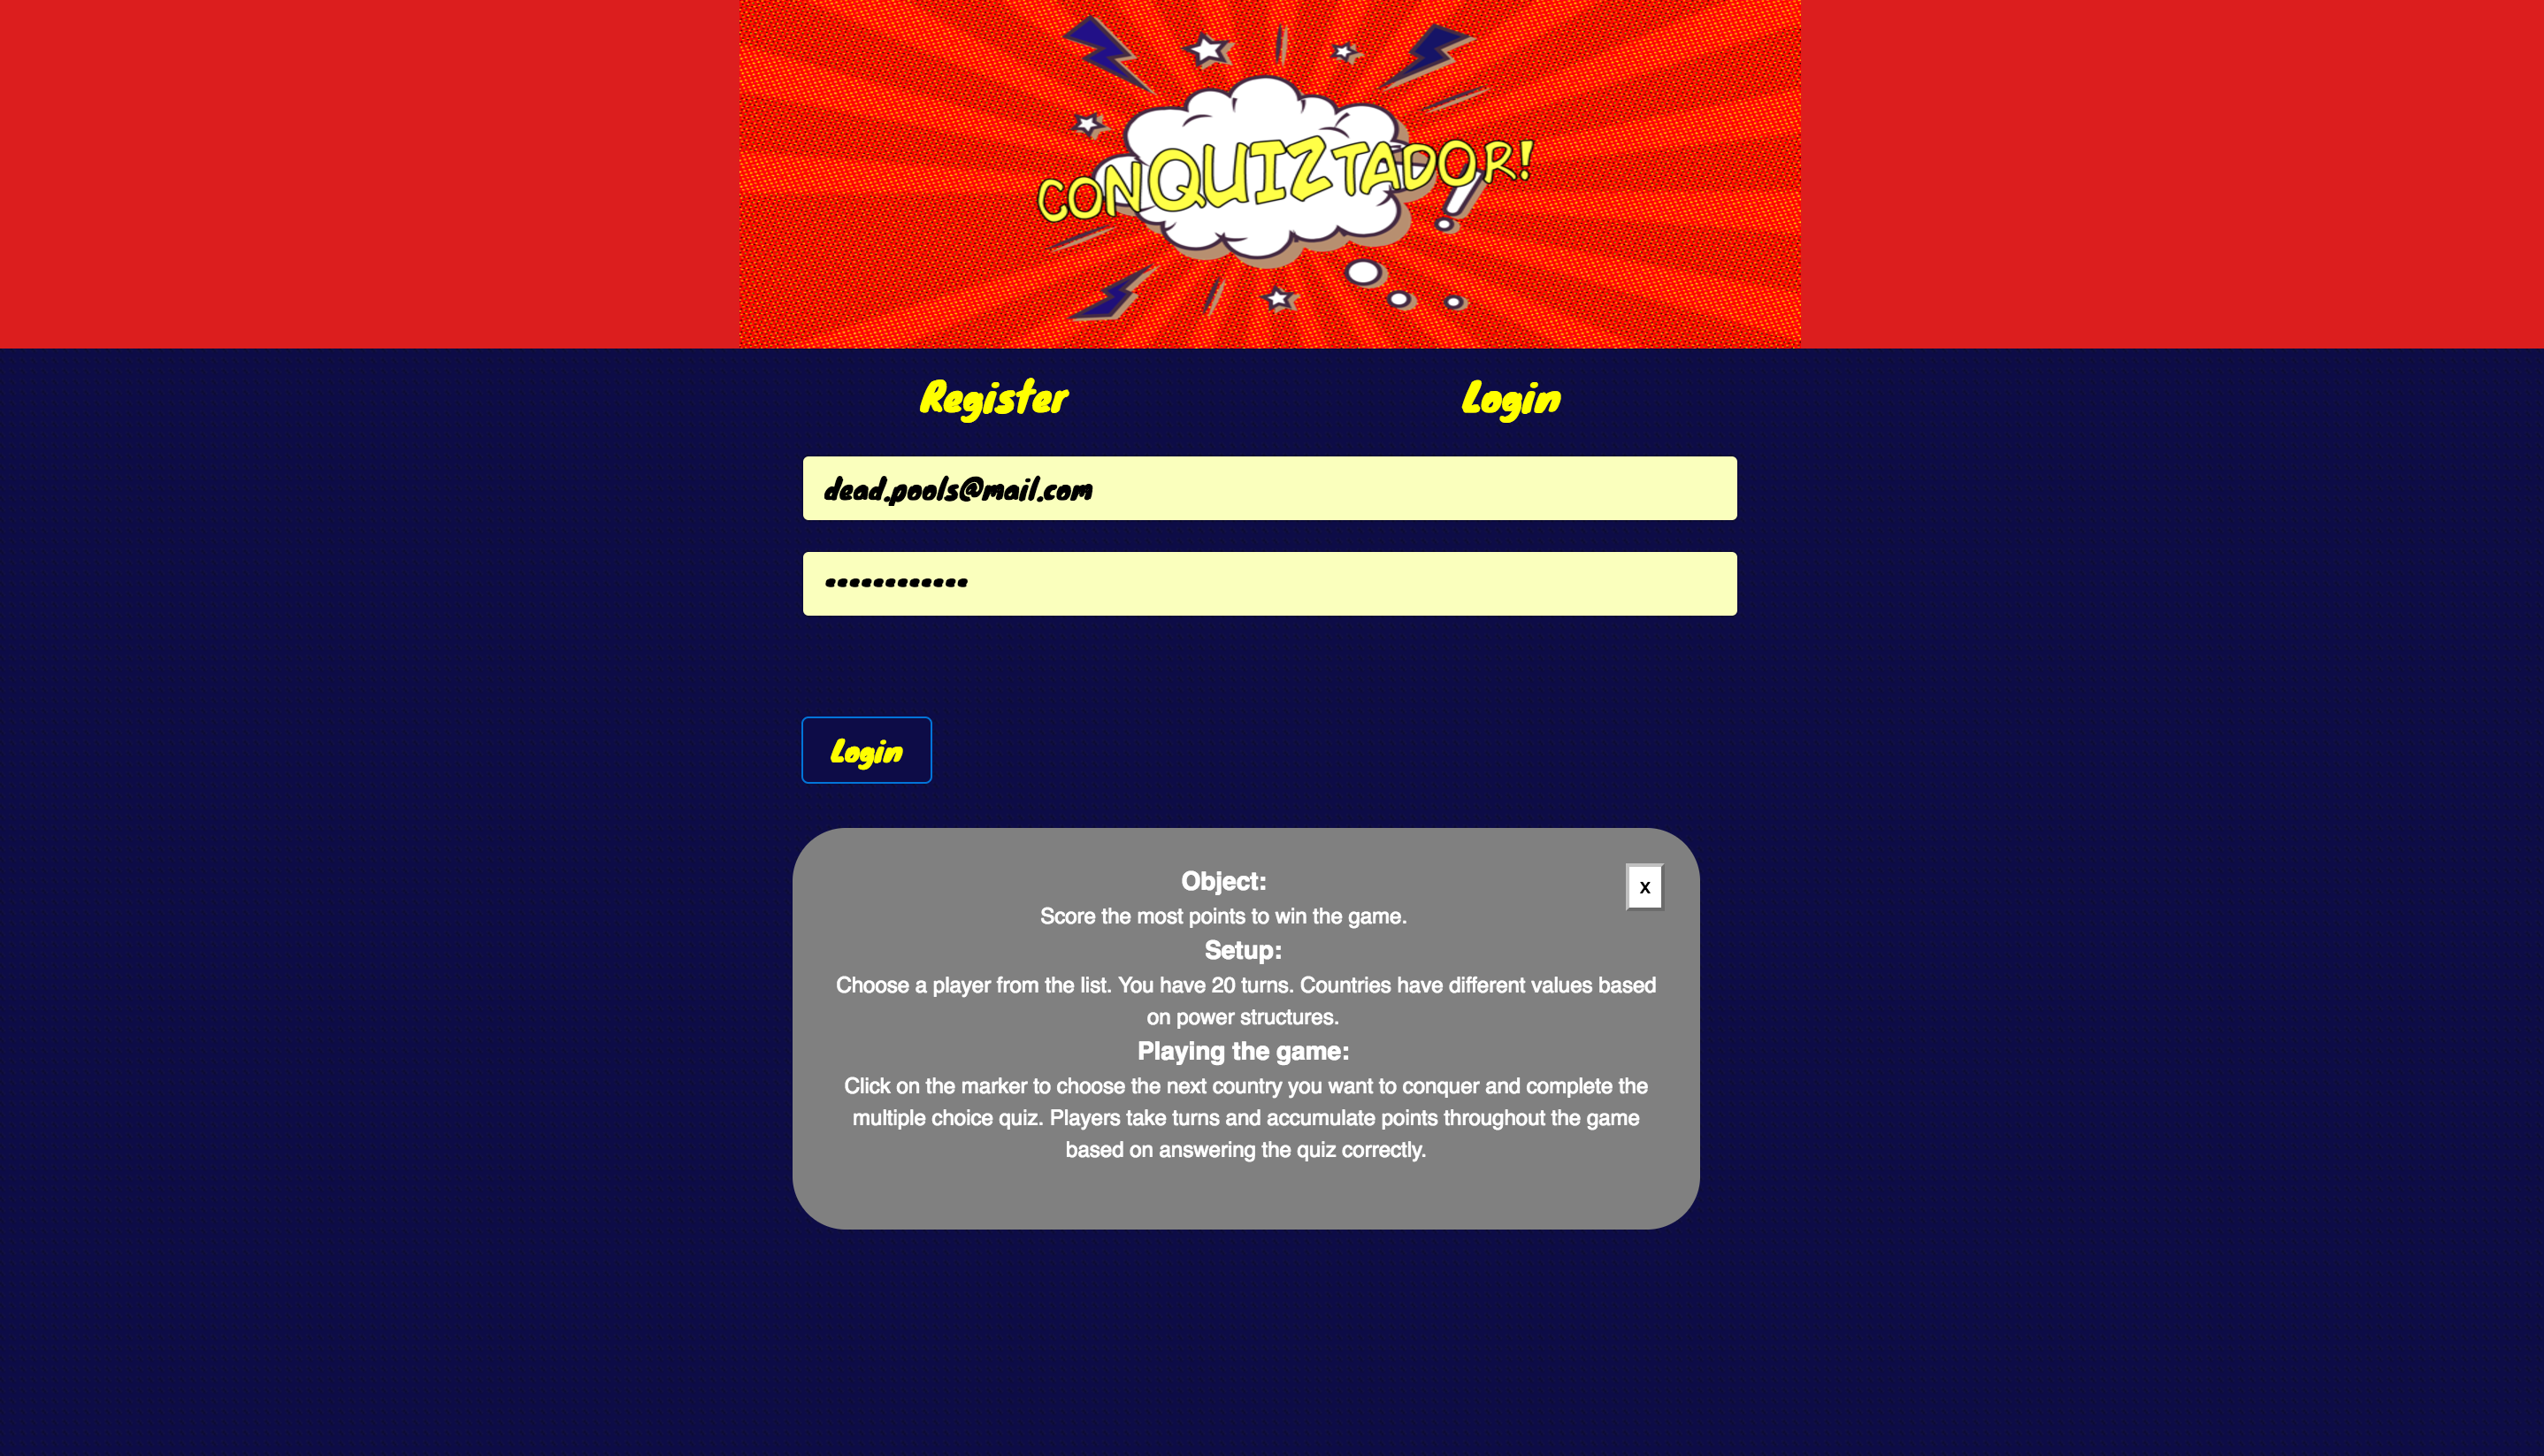 CONQUIZTADOR!
Register
Login
dead.pools@mail.com
••••••••••••
Login
X
Object:
Score the most points to win the game.
Setup:
Choose a player from the list. You have 20 turns. Countries have different values based
on power structures.
Playing the game:
Click on the marker to choose the next country you want to conquer and complete the
multiple choice quiz. Players take turns and accumulate points throughout the game
based on answering the quiz correctly.